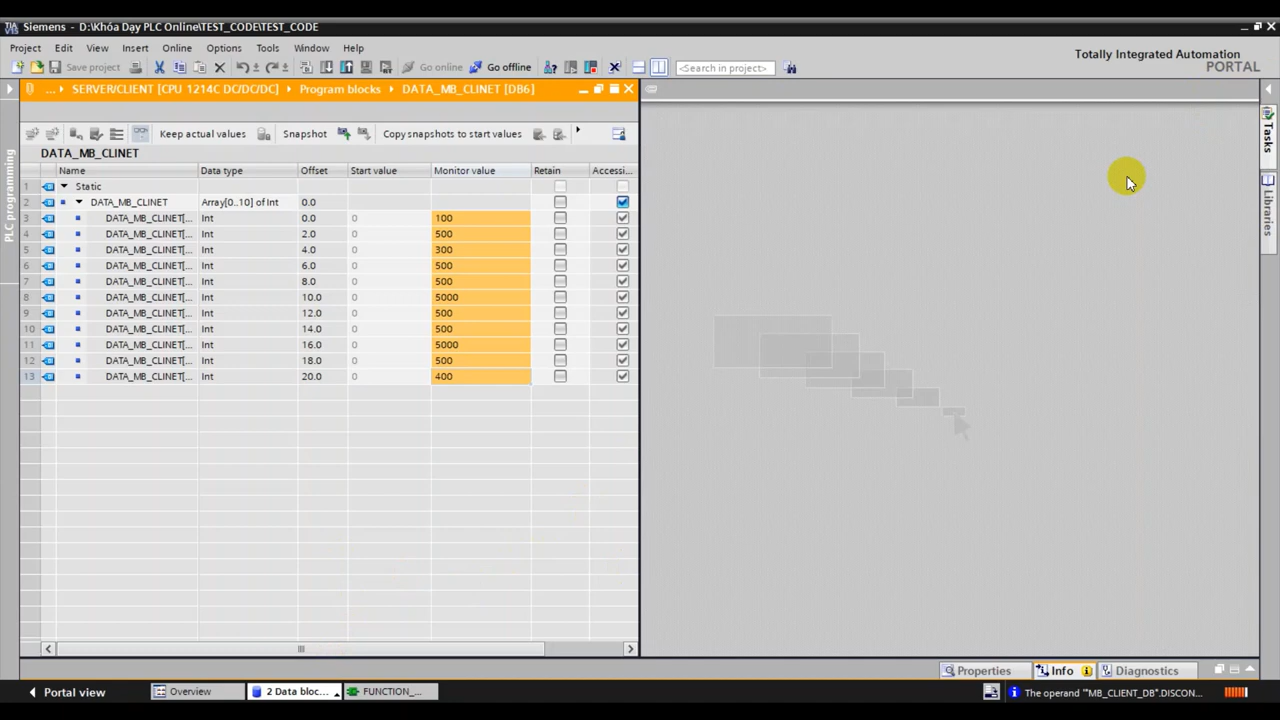 Siemens - D:\Khóa Dạy PLC Online\TEST_CODE\TEST_CODE
Project Edit View Insert Online Options Tools Window Help
Totally Integrated Automation
PORTAL
Save project Go online Go offline <Search in project>
... SERVER/CLIENT [CPU 1214C DC/DC/DC] Program blocks DATA_MB_CLINET [DB6]
Keep actual values Snapshot Copy snapshots to start values
DATA_MB_CLINET
Name Data type Offset Start value Monitor value Retain Accessi...
1 Static
2 DATA_MB_CLINET Array[0..10] of Int 0.0
3 DATA_MB_CLINET[... Int 0.0 0 100
4 DATA_MB_CLINET[... Int 2.0 0 500
5 DATA_MB_CLINET[... Int 4.0 0 300
6 DATA_MB_CLINET[... Int 6.0 0 500
7 DATA_MB_CLINET[... Int 8.0 0 500
8 DATA_MB_CLINET[... Int 10.0 0 5000
9 DATA_MB_CLINET[... Int 12.0 0 500
10 DATA_MB_CLINET[... Int 14.0 0 500
11 DATA_MB_CLINET[... Int 16.0 0 5000
12 DATA_MB_CLINET[... Int 18.0 0 500
13 DATA_MB_CLINET[... Int 20.0 0 400
PLC programming
Tasks
Libraries
Properties Info Diagnostics
Portal view Overview 2 Data bloc... FUNCTION_... The operand '"MB_CLIENT_DB".DISCON...